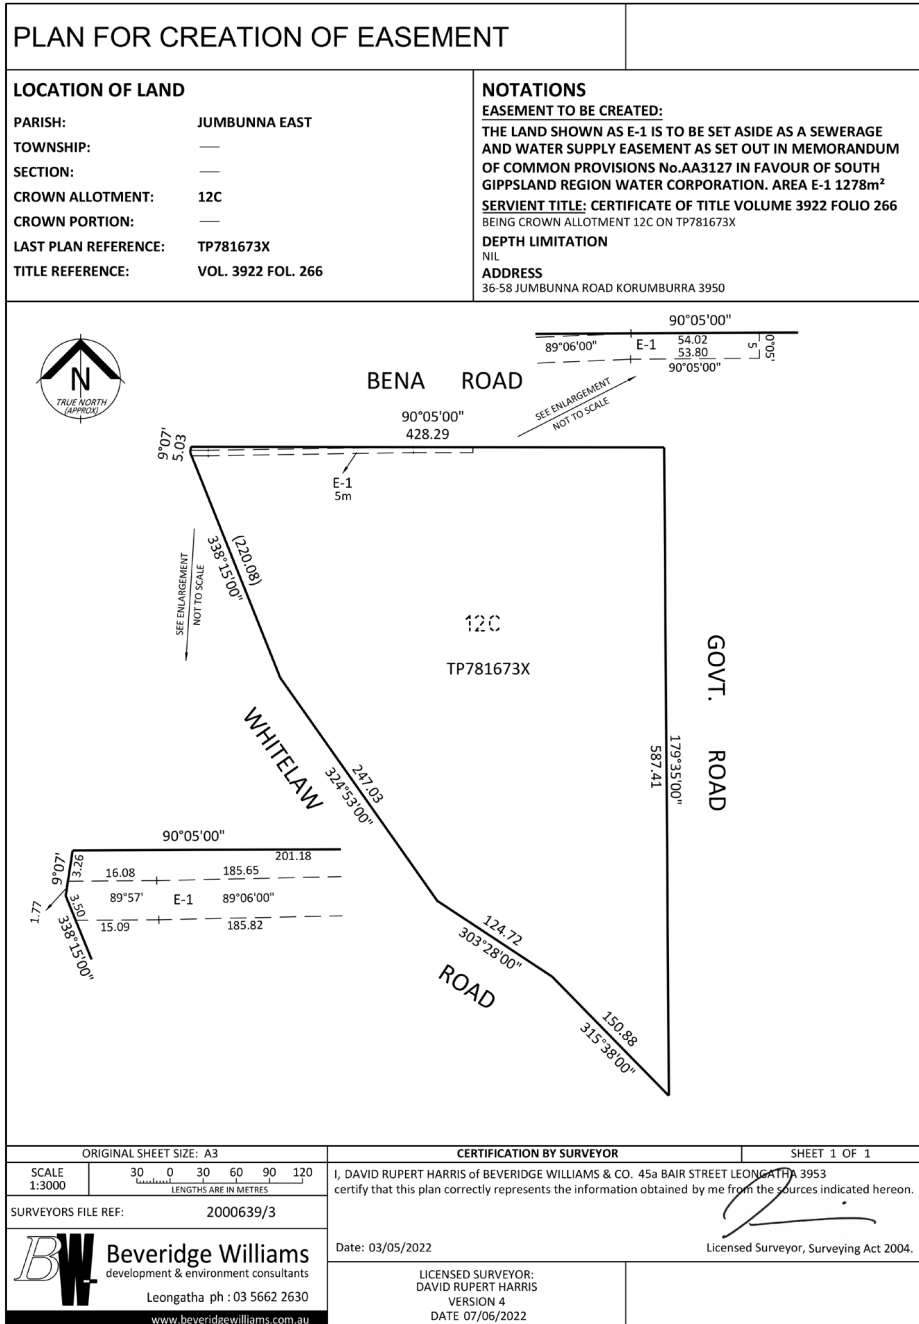 PLAN FOR CREATION OF EASEMENT
LOCATION OF LAND
PARISH: JUMBUNNA EAST
TOWNSHIP: —
SECTION: —
CROWN ALLOTMENT: 12C
CROWN PORTION: —
LAST PLAN REFERENCE: TP781673X
TITLE REFERENCE: VOL. 3922 FOL. 266
NOTATIONS
EASEMENT TO BE CREATED:
THE LAND SHOWN AS E-1 IS TO BE SET ASIDE AS A SEWERAGE
AND WATER SUPPLY EASEMENT AS SET OUT IN MEMORANDUM
OF COMMON PROVISIONS No.AA3127 IN FAVOUR OF SOUTH
GIPPSLAND REGION WATER CORPORATION. AREA E-1 1278m²
SERVIENT TITLE: CERTIFICATE OF TITLE VOLUME 3922 FOLIO 266
BEING CROWN ALLOTMENT 12C ON TP781673X
DEPTH LIMITATION
NIL
ADDRESS
36-58 JUMBUNNA ROAD KORUMBURRA 3950
N
TRUE NORTH
(APPROX)
90°05'00"
89°06'00" E-1 54.02
53.80
90°05'00"
5
0°05'
SEE ENLARGEMENT
NOT TO SCALE
BENA ROAD
90°05'00"
428.29
9°07'
5.03
E-1
5m
(220.08)
338°15'00"
SEE ENLARGEMENT
NOT TO SCALE
12C
TP781673X
GOVT. ROAD
179°35'00"
587.41
WHITELAW
247.03
324°53'00"
124.72
303°28'00"
ROAD
150.88
315°38'00"
90°05'00"
201.18
9°07'
3.26
16.08 185.65
89°57' E-1 89°06'00"
1.77
3.50
15.09 185.82
338°15'00"
ORIGINAL SHEET SIZE: A3
SCALE
1:3000
30 0 30 60 90 120
LENGTHS ARE IN METRES
SURVEYORS FILE REF: 2000639/3
BW
Beveridge Williams
development & environment consultants
Leongatha ph : 03 5662 2630
www.beveridgewilliams.com.au
CERTIFICATION BY SURVEYOR
SHEET 1 OF 1
I, DAVID RUPERT HARRIS of BEVERIDGE WILLIAMS & CO. 45a BAIR STREET LEONGATHA 3953
certify that this plan correctly represents the information obtained by me from the sources indicated hereon.
Date: 03/05/2022
Licensed Surveyor, Surveying Act 2004.
LICENSED SURVEYOR:
DAVID RUPERT HARRIS
VERSION 4
DATE 07/06/2022